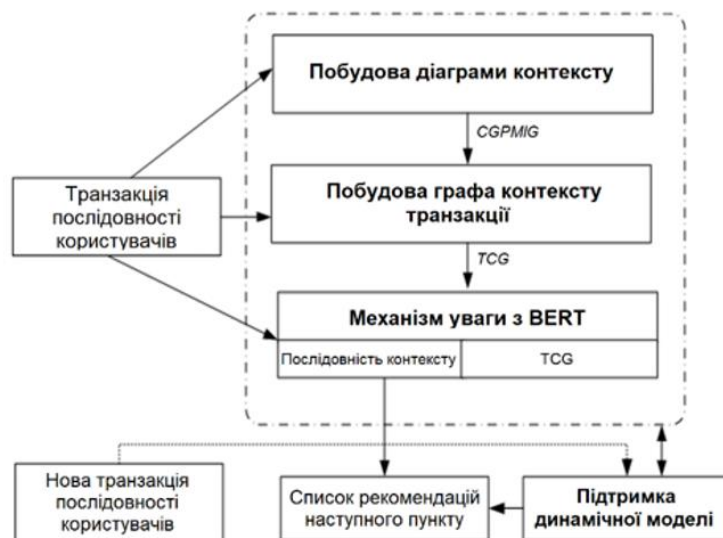 Побудова діаграми контексту
CGPMIG
Транзакція
послідовності
користувачів
Побудова графа контексту
транзакції
TCG
Механізм уваги з BERT
Послідовність контексту
TCG
Нова транзакція
послідовності
користувачів
Список рекомендацій
наступного пункту
Підтримка
динамічної моделі